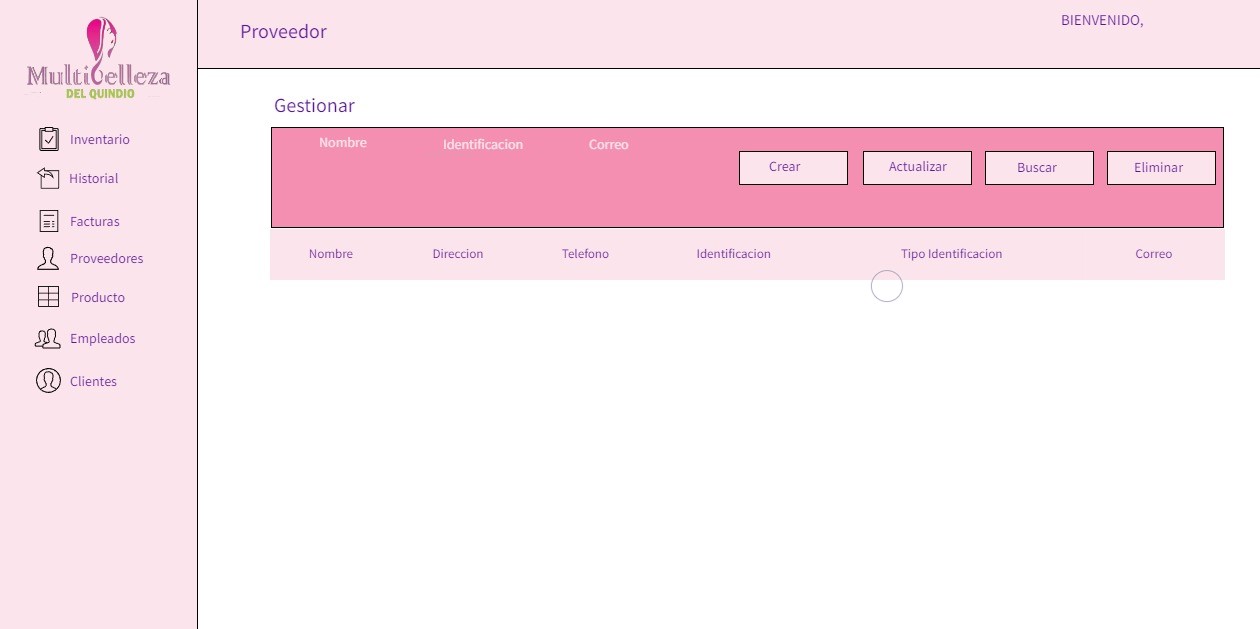 Multibelleza
DEL QUINDIO
Inventario
Historial
Facturas
Proveedores
Producto
Empleados
Clientes
Proveedor
BIENVENIDO,
Gestionar
Nombre Identificacion Correo
Crear Actualizar Buscar Eliminar
Nombre Direccion Telefono Identificacion Tipo Identificacion Correo